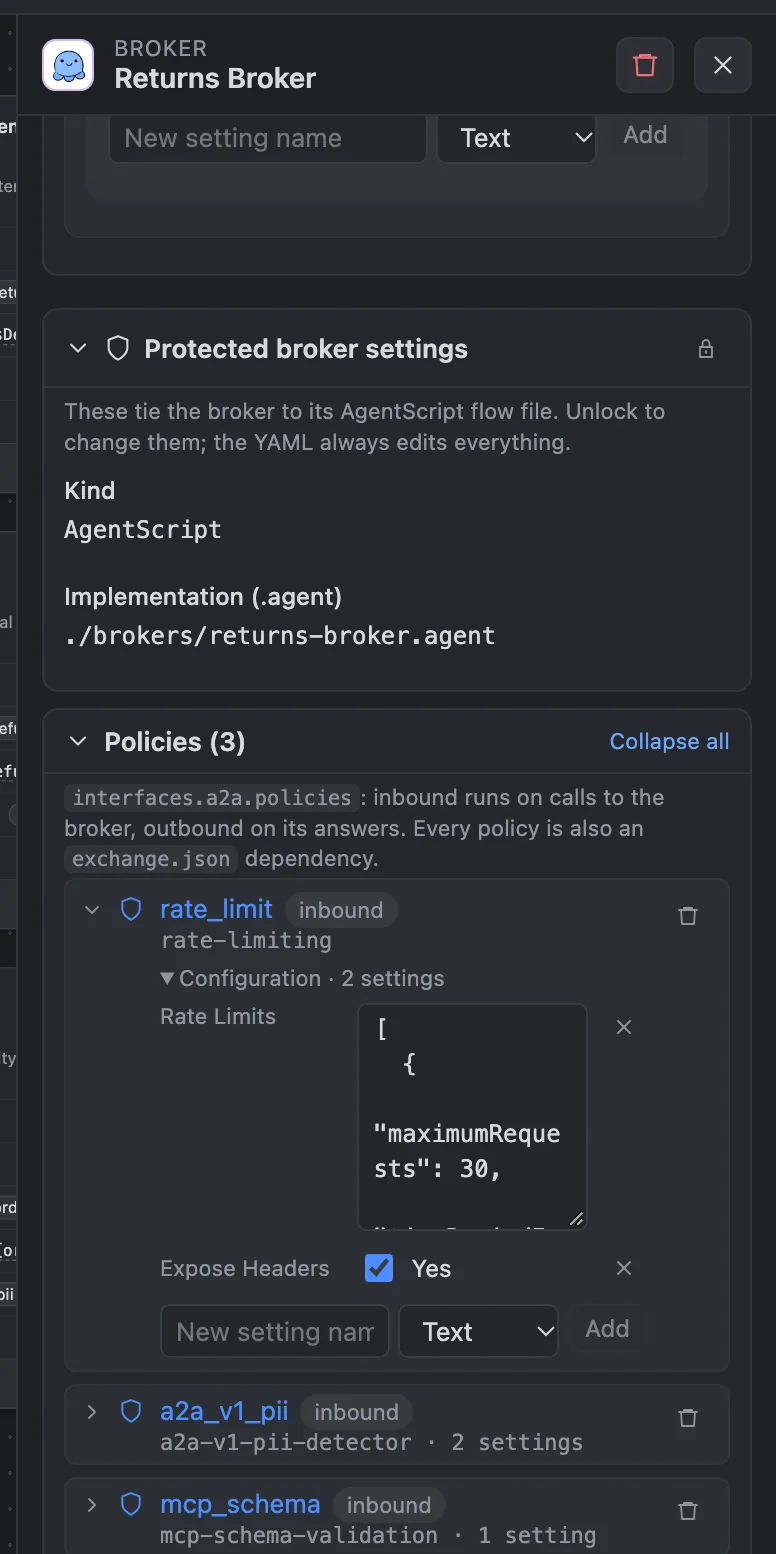 BROKER
Returns Broker
New setting name
Text
Add
Protected broker settings
These tie the broker to its AgentScript flow file. Unlock to
change them; the YAML always edits everything.
Kind
AgentScript
Implementation (.agent)
./brokers/returns-broker.agent
Policies (3)
Collapse all
interfaces.a2a.policies: inbound runs on calls to the
broker, outbound on its answers. Every policy is also an
exchange.json dependency.
rate_limit inbound
rate-limiting
Configuration · 2 settings
Rate Limits
[
{
"maximumReque
sts": 30,
Expose Headers
Yes
New setting nam
Text
Add
a2a_v1_pii inbound
a2a-v1-pii-detector · 2 settings
mcp_schema inbound
mcp-schema-validation · 1 setting